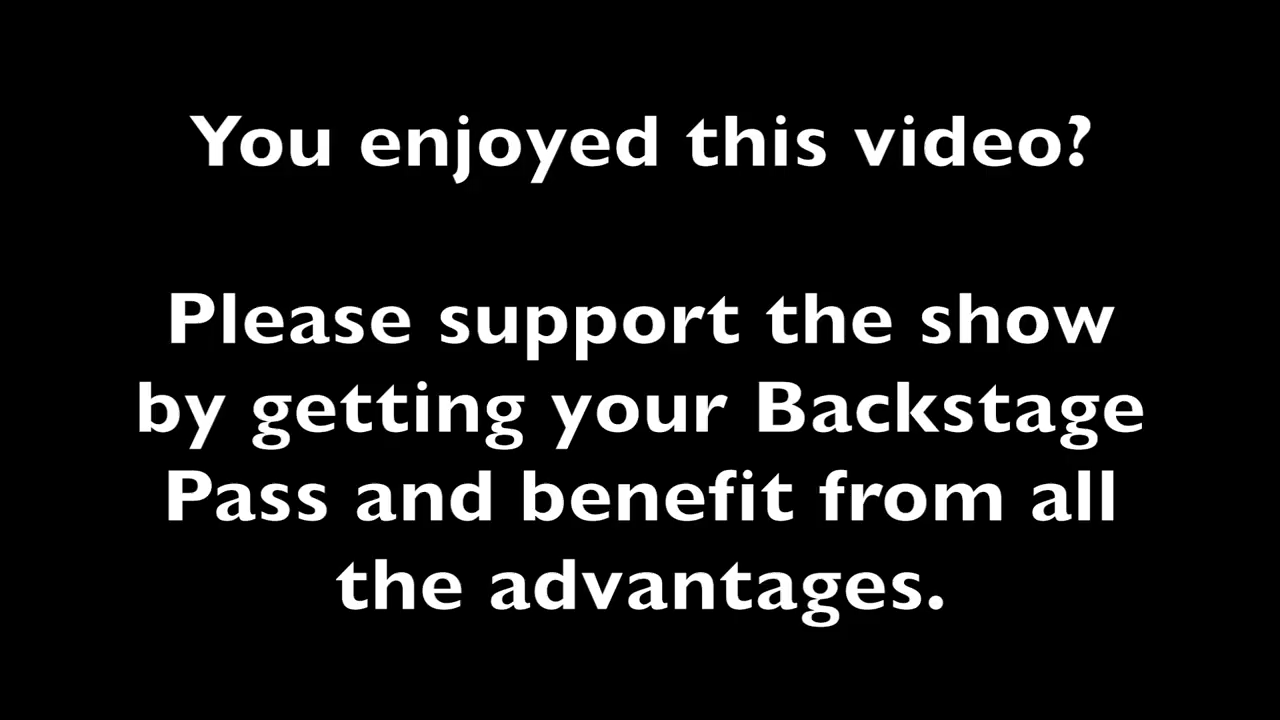 You enjoyed this video?
Please support the show
by getting your Backstage
Pass and benefit from all
the advantages.